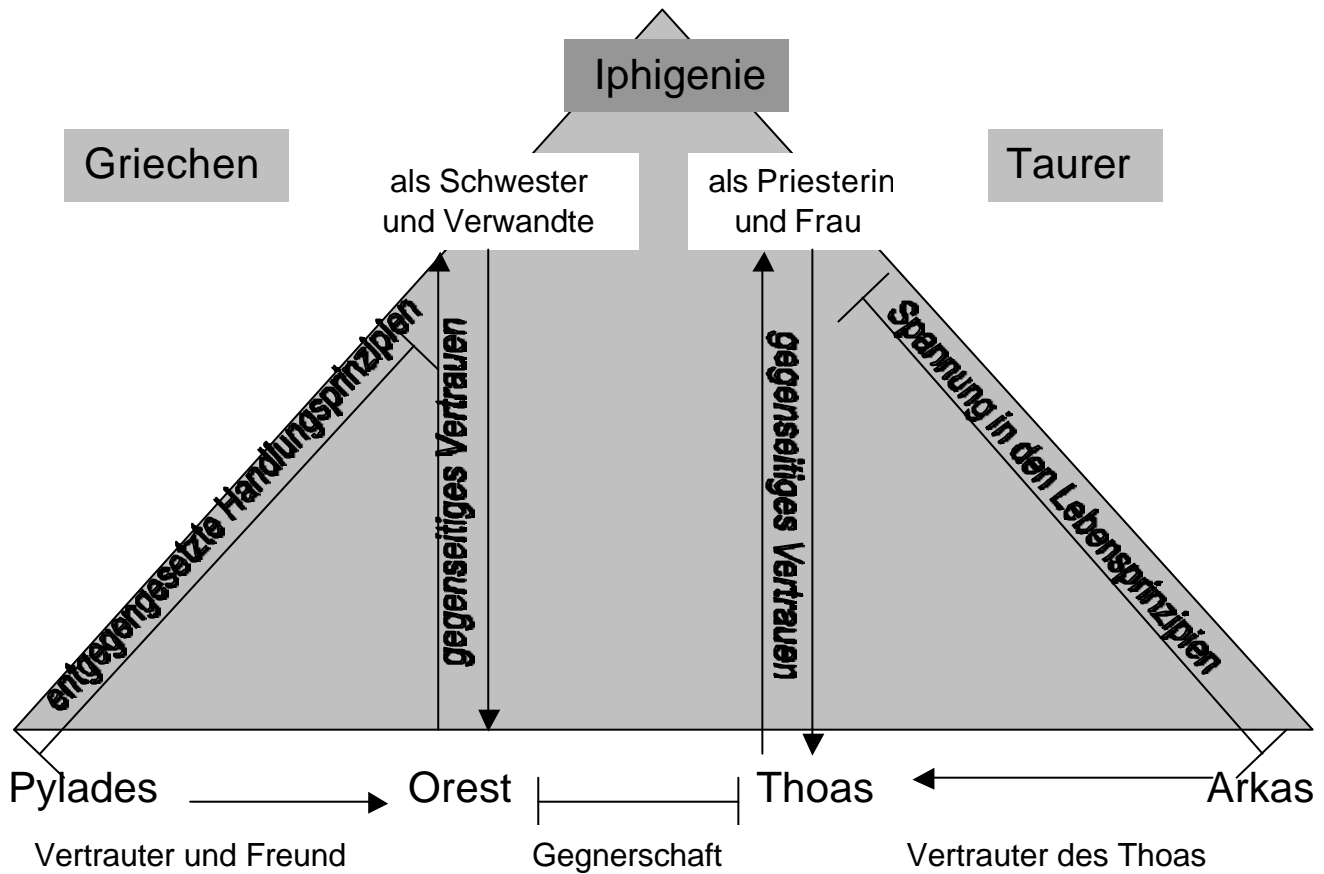 Iphigenie
Griechen
Taurer
als Schwester
und Verwandte
als Priesterin
und Frau
entgegengesetzte Handlungsprinzipien
gegenseitiges Vertrauen
gegenseitiges Vertrauen
Spannung in den Lebensprinzipien
Pylades
Orest
Thoas
Arkas
Vertrauter und Freund
Gegnerschaft
Vertrauter des Thoas